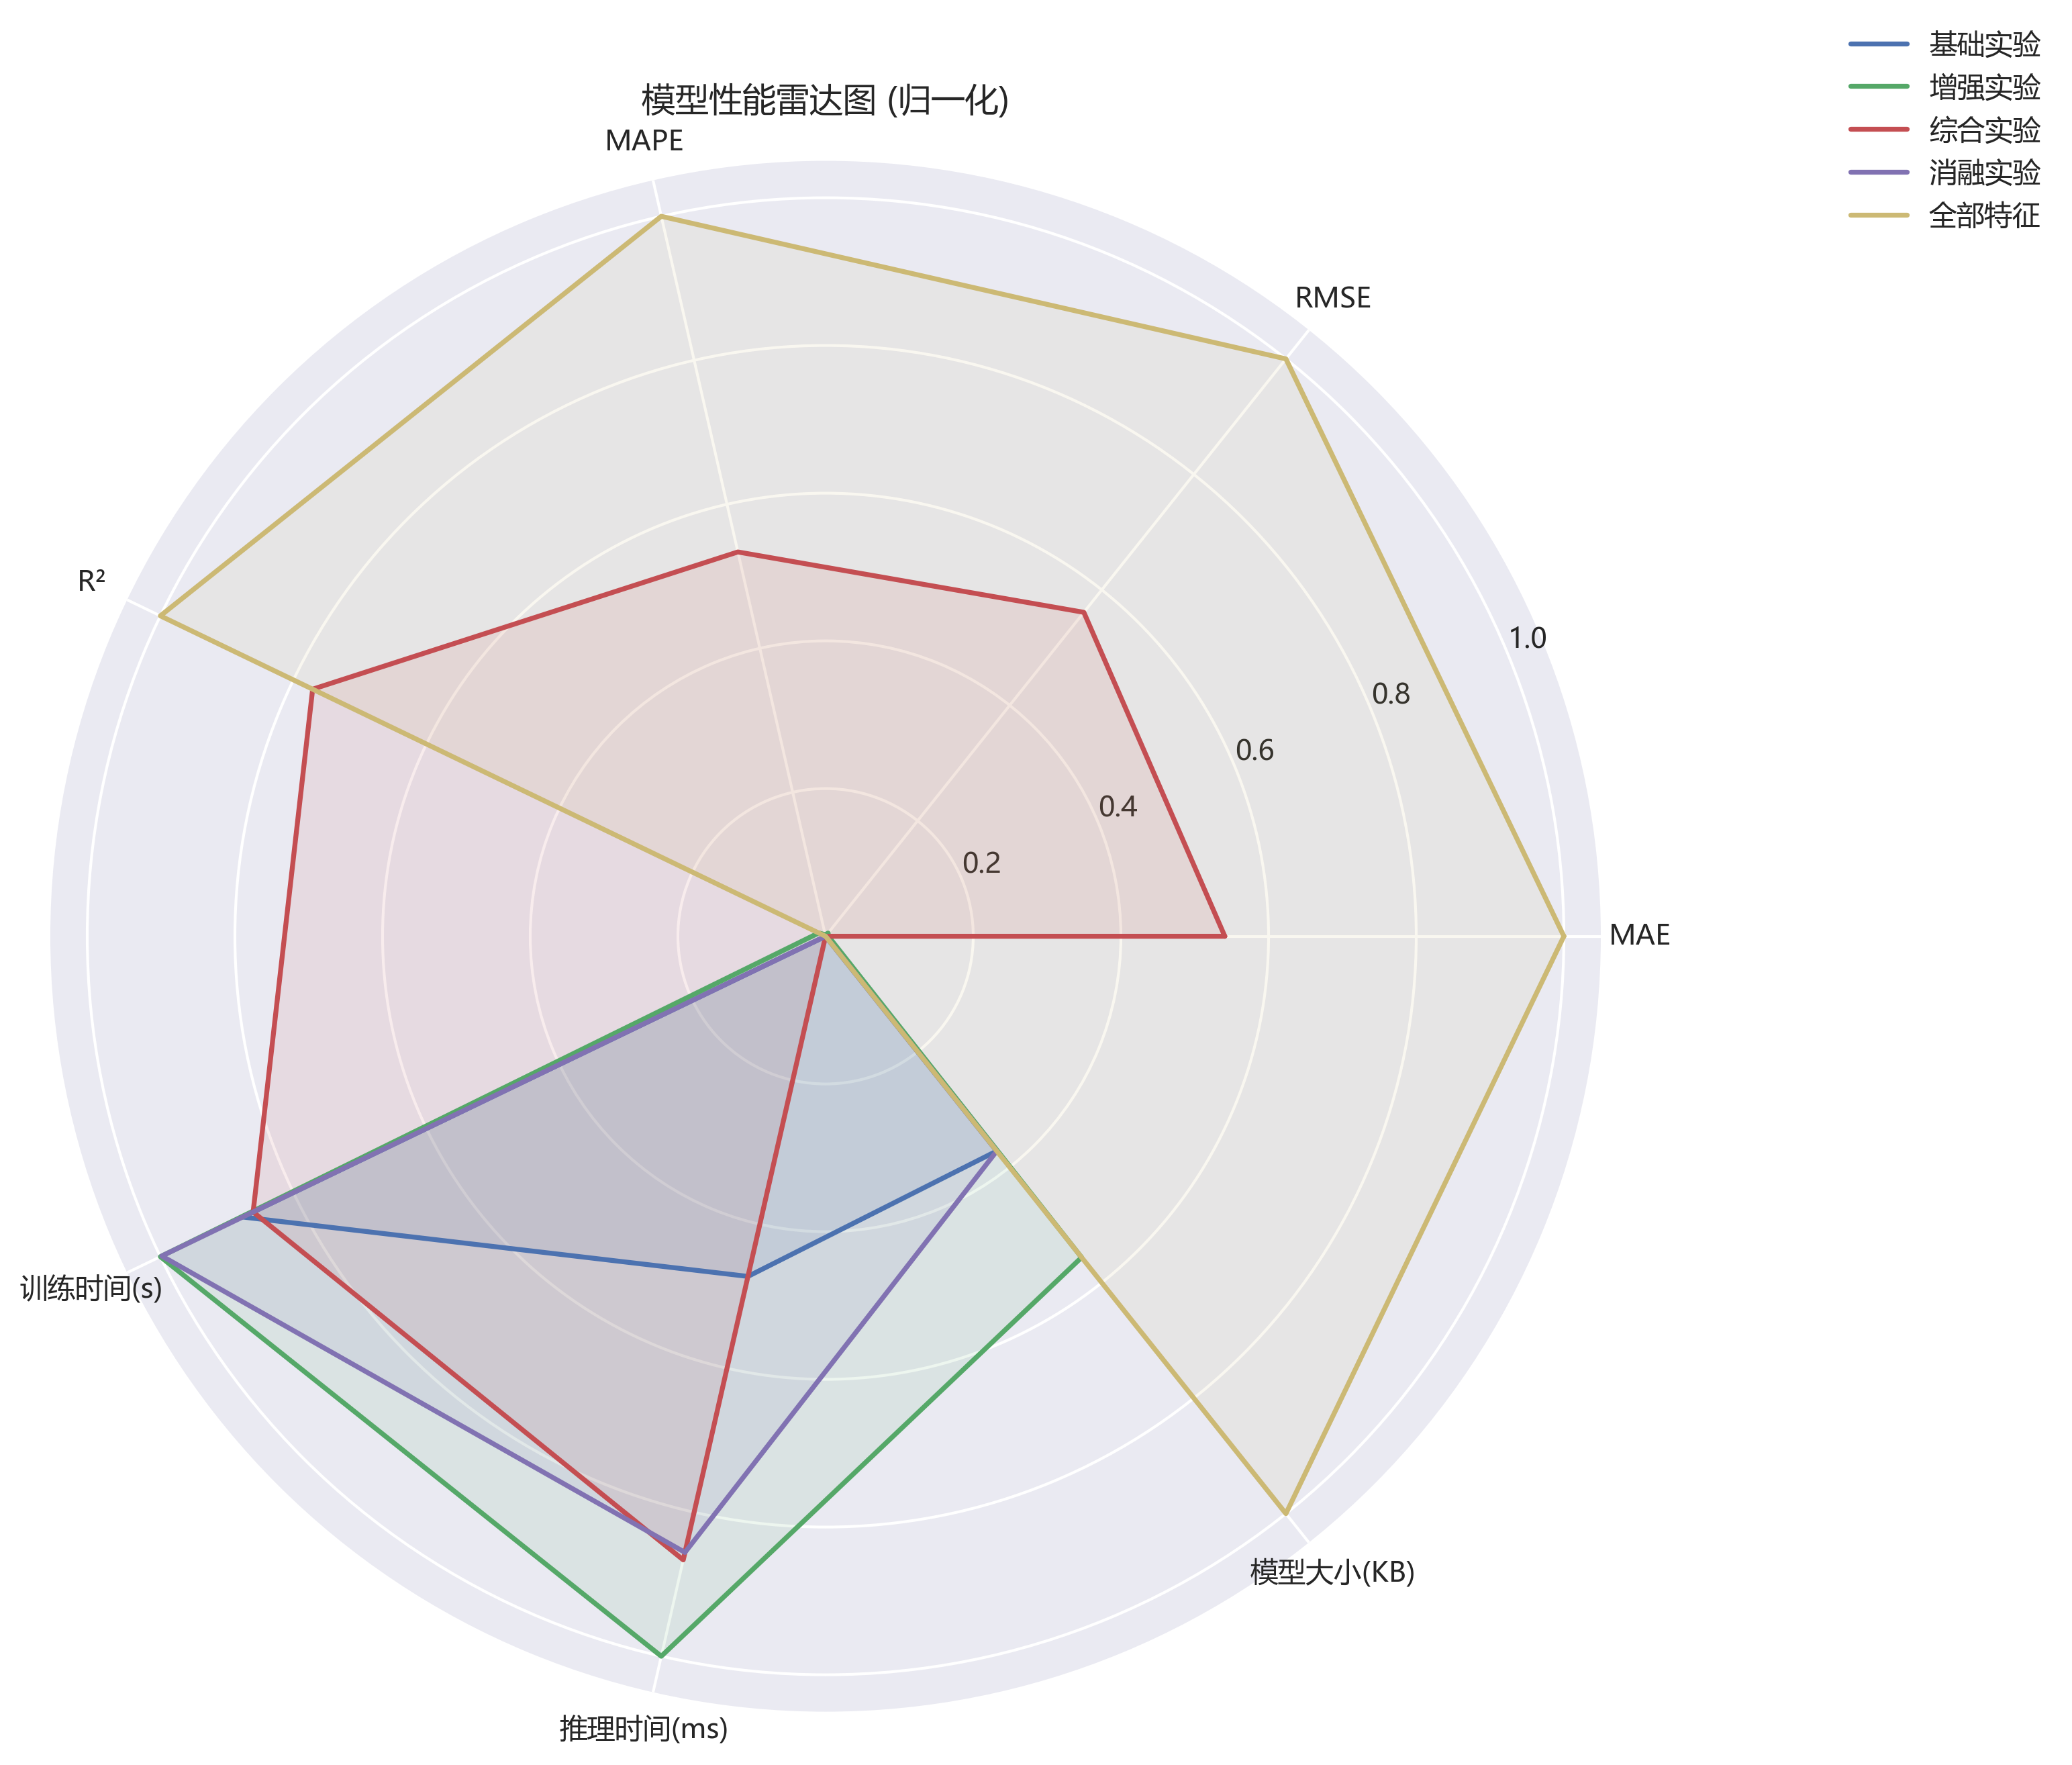 模型性能雷达图 (归一化)
基础实验
增强实验
综合实验
消融实验
全部特征
MAPE
RMSE
R²
1.0
0.8
0.6
0.4
0.2
MAE
训练时间(s)
模型大小(KB)
推理时间(ms)